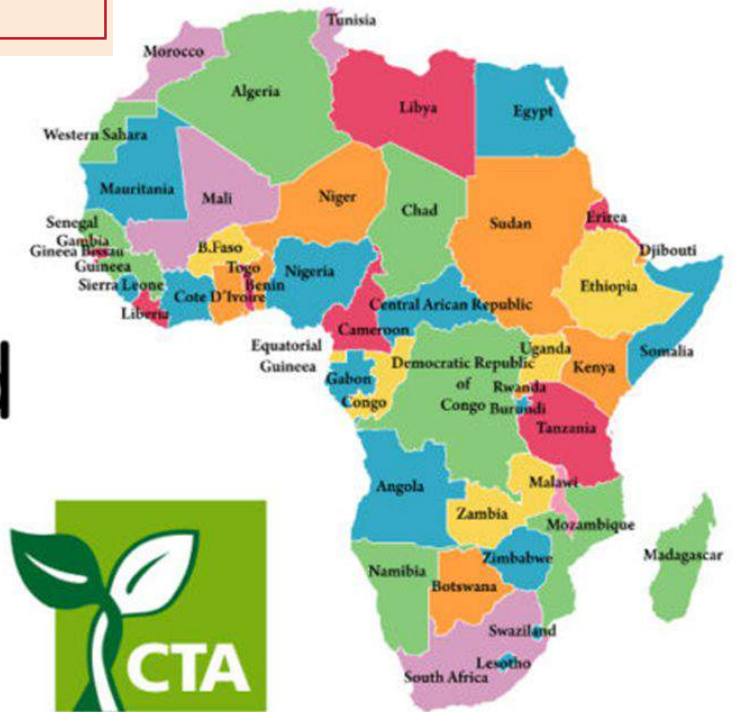 Tunisia
Morocco
Algeria
Libya
Egypt
Western Sahara
Mauritania
Mali
Niger
Chad
Sudan
Erirea
Senegal
Gambia
Gineea Bissau
Guineea
B.Faso
Djibouti
Togo
Nigeria
Benin
Ethiopia
Sierra Leone
Cote D'Ivoire
Liberia
Central Arican Republic
Cameroon
Somalia
Equatorial
Guineea
Uganda
Kenya
Democratic Republic
of
Congo
Gabon
Rwanda
Congo
Burundi
Tanzania
Angola
Malawi
Zambia
Mozambique
Zimbabwe
Madagascar
Namibia
Botswana
Swaziland
Lesotho
South Africa
CTA